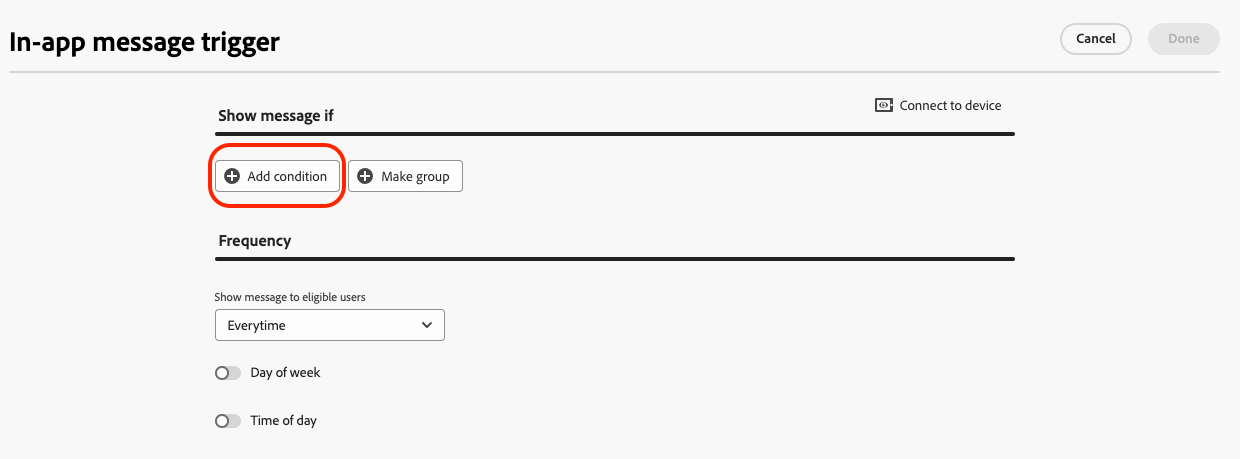 In-app message trigger
Cancel
Done
Show message if
Connect to device
Add condition
Make group
Frequency
Show message to eligible users
Everytime
Day of week
Time of day